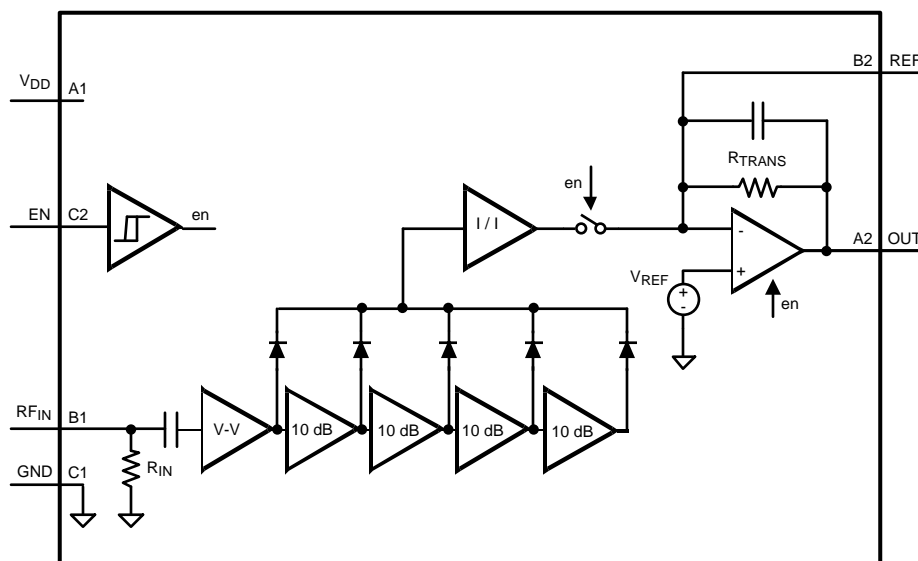 B2 REF
VDD A1
RTRANS
EN C2 en
en
I / I
-
A2 OUT
VREF
+
-
+
en
RFIN B1
V-V 10 dB 10 dB 10 dB 10 dB
RIN
GND C1